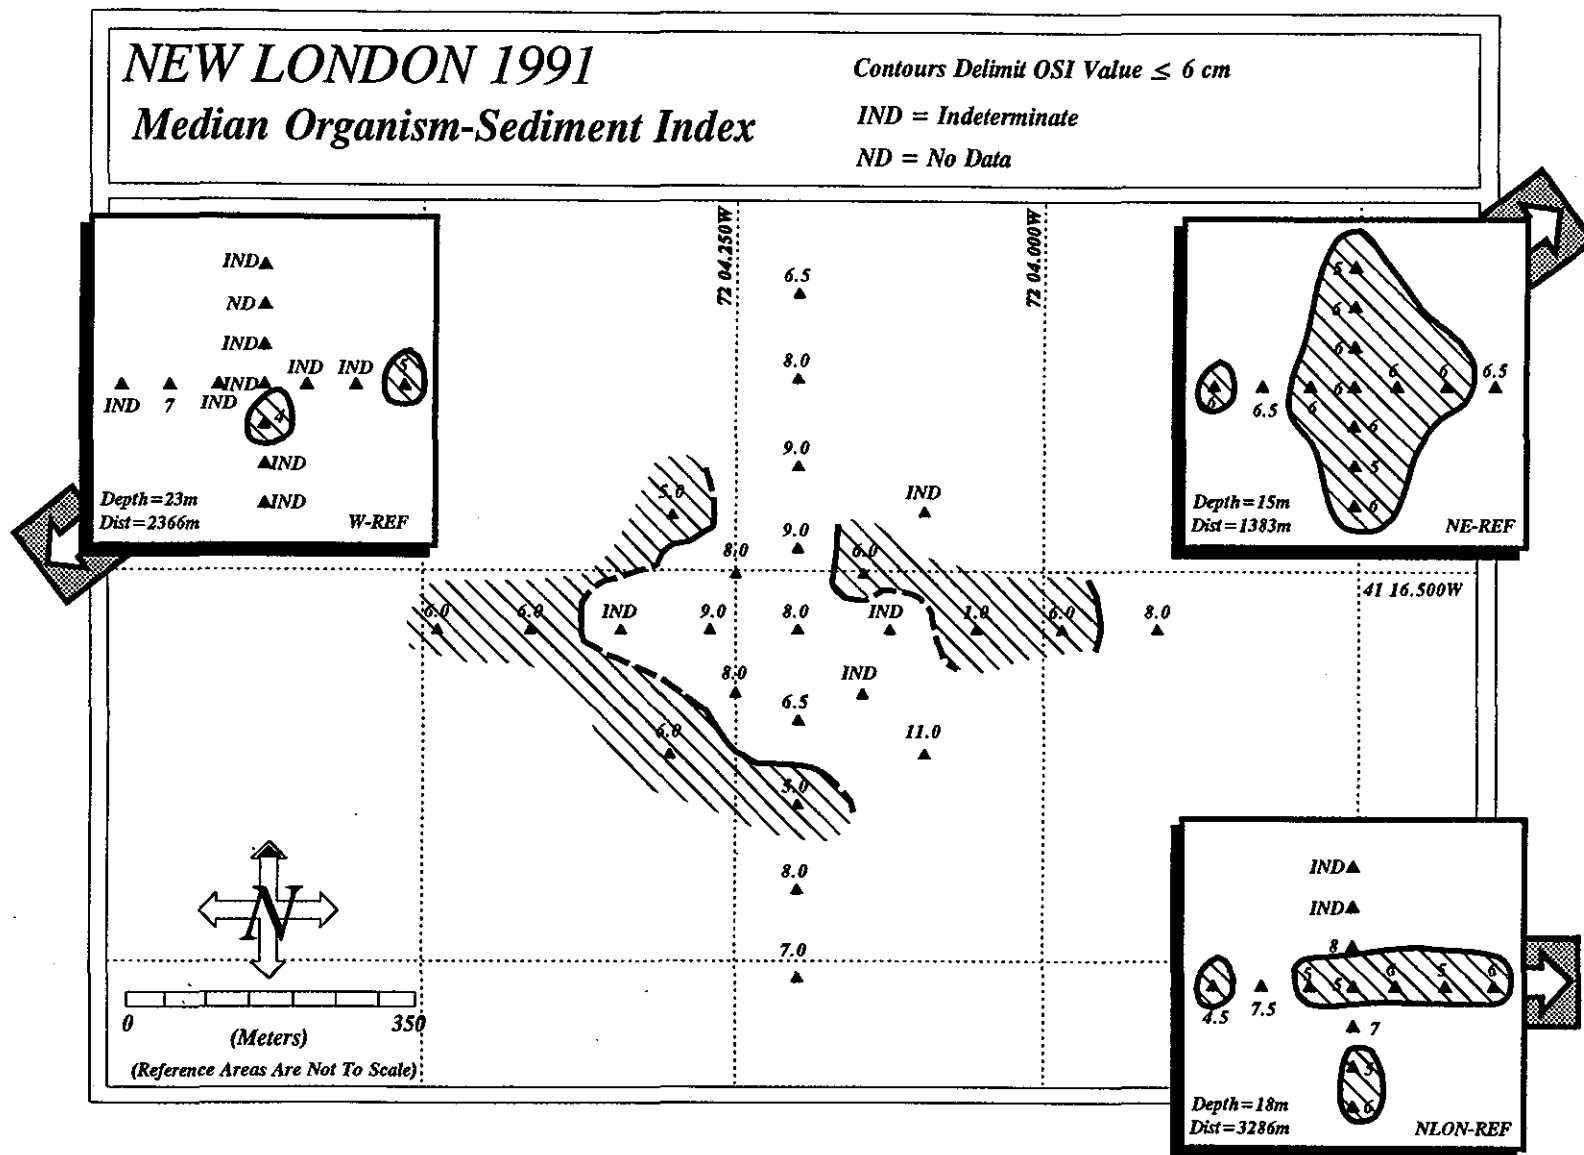 NEW LONDON 1991
Median Organism-Sediment Index
Contours Delimit OSI Value ≤ 6 cm
IND = Indeterminate
ND = No Data
IND
ND
IND
IND IND IND 5
IND 7 IND
4
IND
IND
Depth=23m
Dist=2366m
W-REF
72 04.250W
72 04.000W
41 16.500W
5
6
6
6 6 6 6.5
6 6.5 6
6
5
6
Depth=15m
Dist=1383m
NE-REF
6.5
8.0
9.0
5.0
IND
9.0
8.0
6.0
6.0 6.0 IND 9.0 8.0 IND 1.0 6.0 8.0
8.0
IND
6.5
6.0
11.0
5.0
8.0
7.0
N
0 350
(Meters)
(Reference Areas Are Not To Scale)
IND
IND
8
5 5 6 5 6
4.5 7.5
7
5
6
Depth=18m
Dist=3286m
NLON-REF